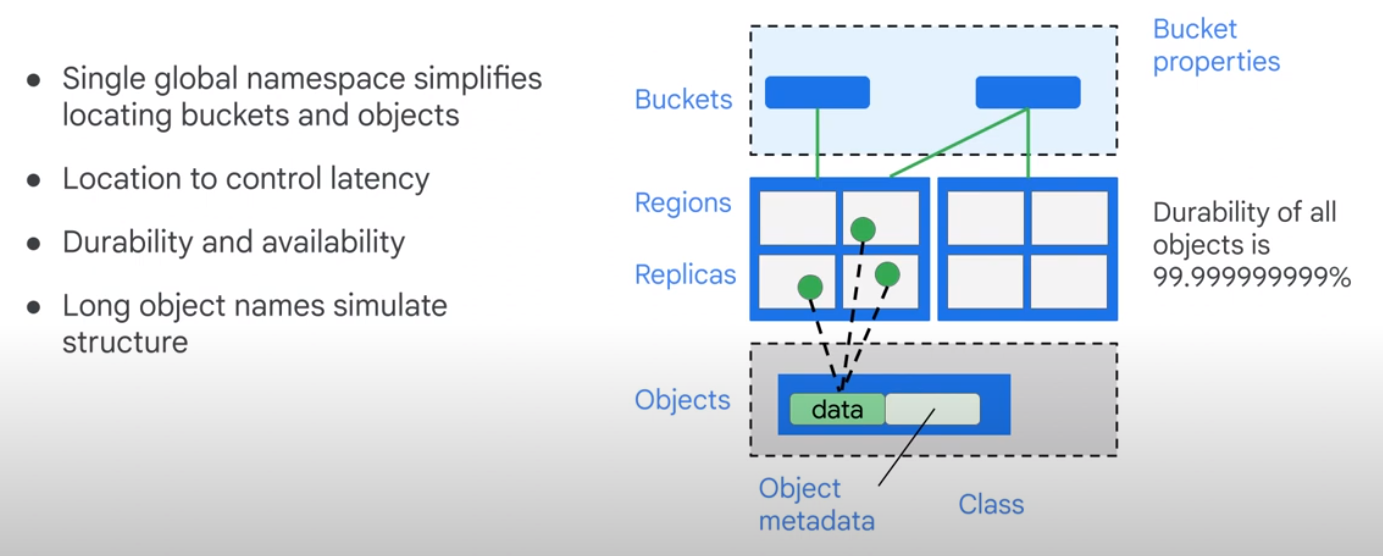 ● Single global namespace simplifies
locating buckets and objects
● Location to control latency
● Durability and availability
● Long object names simulate
structure
Bucket
properties
Buckets
Regions
Replicas
Durability of all
objects is
99.999999999%
Objects
data
Object
metadata
Class